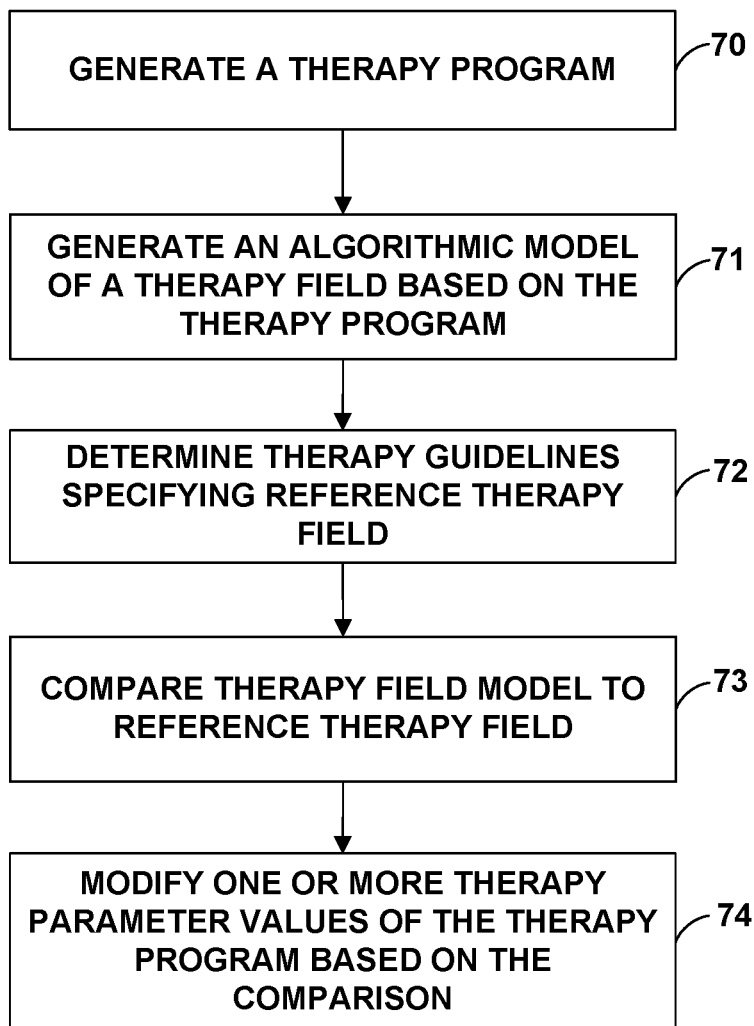 GENERATE A THERAPY PROGRAM
70
GENERATE AN ALGORITHMIC MODEL
OF A THERAPY FIELD BASED ON THE
THERAPY PROGRAM
71
DETERMINE THERAPY GUIDELINES
SPECIFYING REFERENCE THERAPY
FIELD
72
COMPARE THERAPY FIELD MODEL TO
REFERENCE THERAPY FIELD
73
MODIFY ONE OR MORE THERAPY
PARAMETER VALUES OF THE THERAPY
PROGRAM BASED ON THE
COMPARISON
74